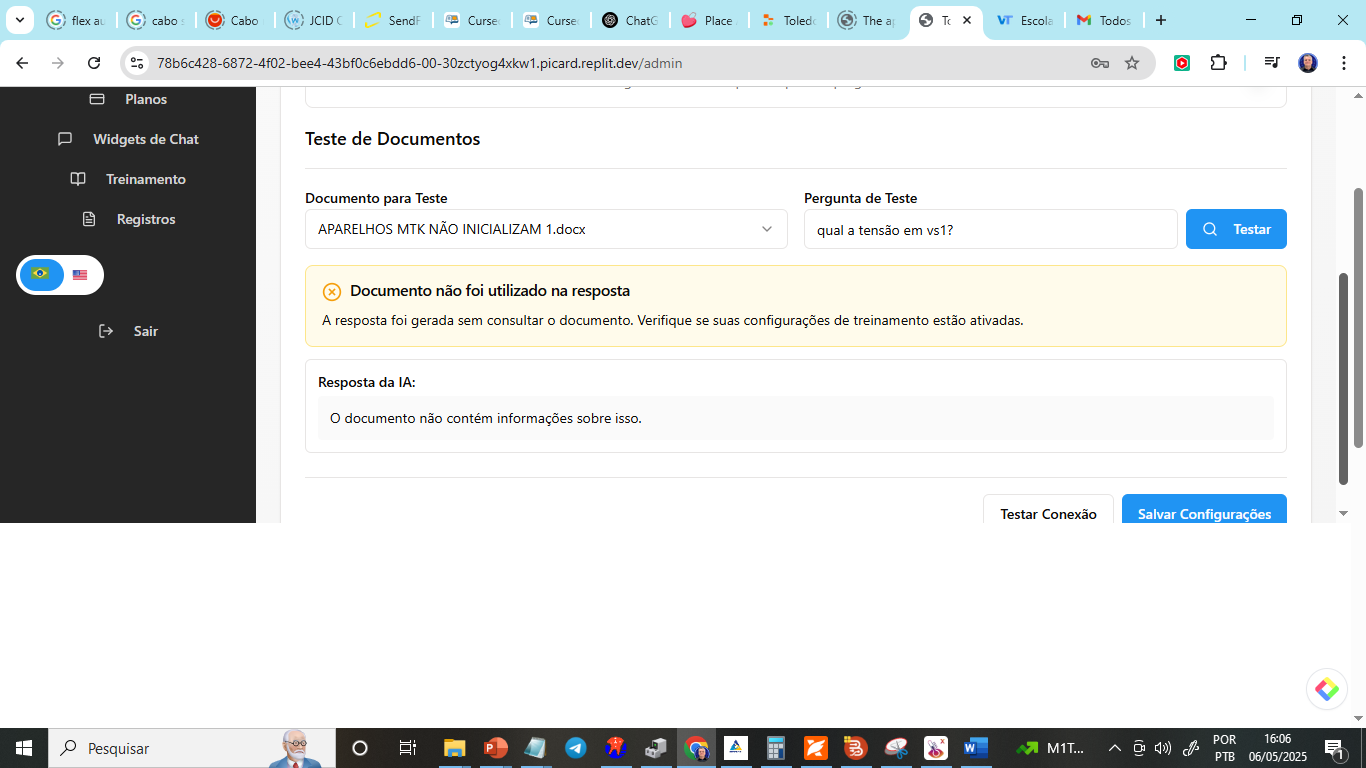 flex au
cabo s
Cabo
JCID C
SendF
Curse
Curse
ChatG
Place
Toled
The ap
To
Escola
Todos
78b6c428-6872-4f02-bee4-43bf0c6ebdd6-00-30zctyog4xkw1.picard.replit.dev/admin
Planos
Widgets de Chat
Treinamento
Registros
Sair
Teste de Documentos
Documento para Teste
Pergunta de Teste
APARELHOS MTK NÃO INICIALIZAM 1.docx
qual a tensão em vs1?
Testar
Documento não foi utilizado na resposta
A resposta foi gerada sem consultar o documento. Verifique se suas configurações de treinamento estão ativadas.
Resposta da IA:
O documento não contém informações sobre isso.
Testar Conexão
Salvar Configurações
Pesquisar
M1T...
POR
PTB
16:06
06/05/2025
1